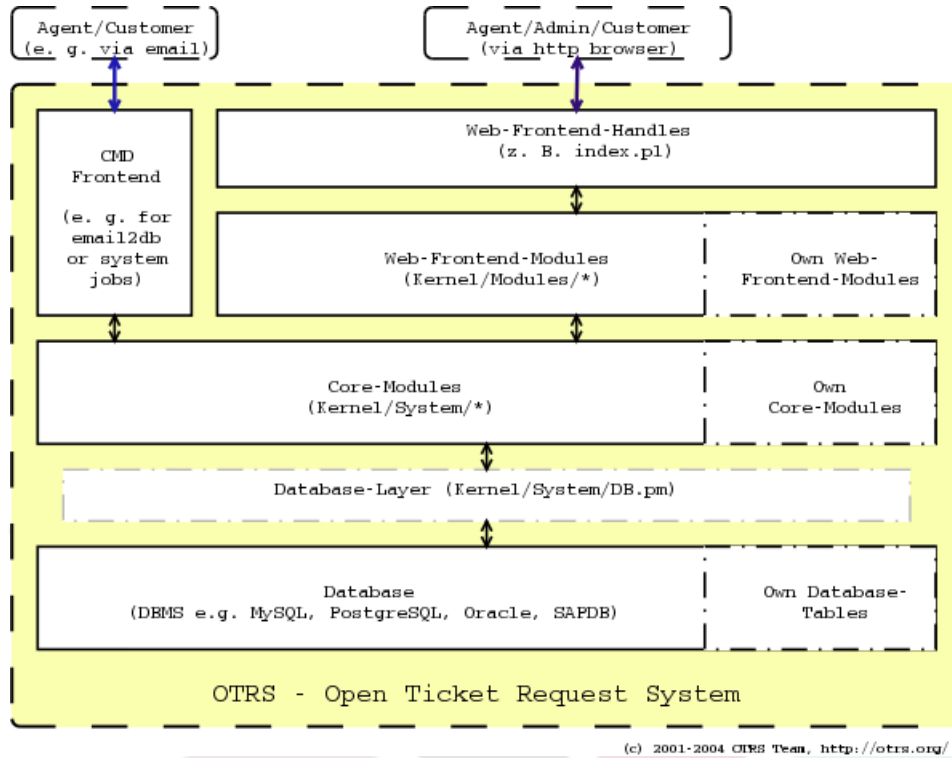 Agent/Customer
(e. g. via email)
Agent/Admin/Customer
(via http browser)
CMD
Frontend
(e. g. for
email2db
or system
jobs)
Web-Frontend-Handles
(z. B. index.pl)
Web-Frontend-Modules
(Kernel/Modules/*)
Own Web-
Frontend-Modules
Core-Modules
(Kernel/System/*)
Own
Core-Modules
Database-Layer (Kernel/System/DB.pm)
Database
(DBMS e.g. MySQL, PostgreSQL, Oracle, SAPDB)
Own Database-
Tables
OTRS - Open Ticket Request System
(c) 2001-2004 OTRS Team, http://otrs.org/